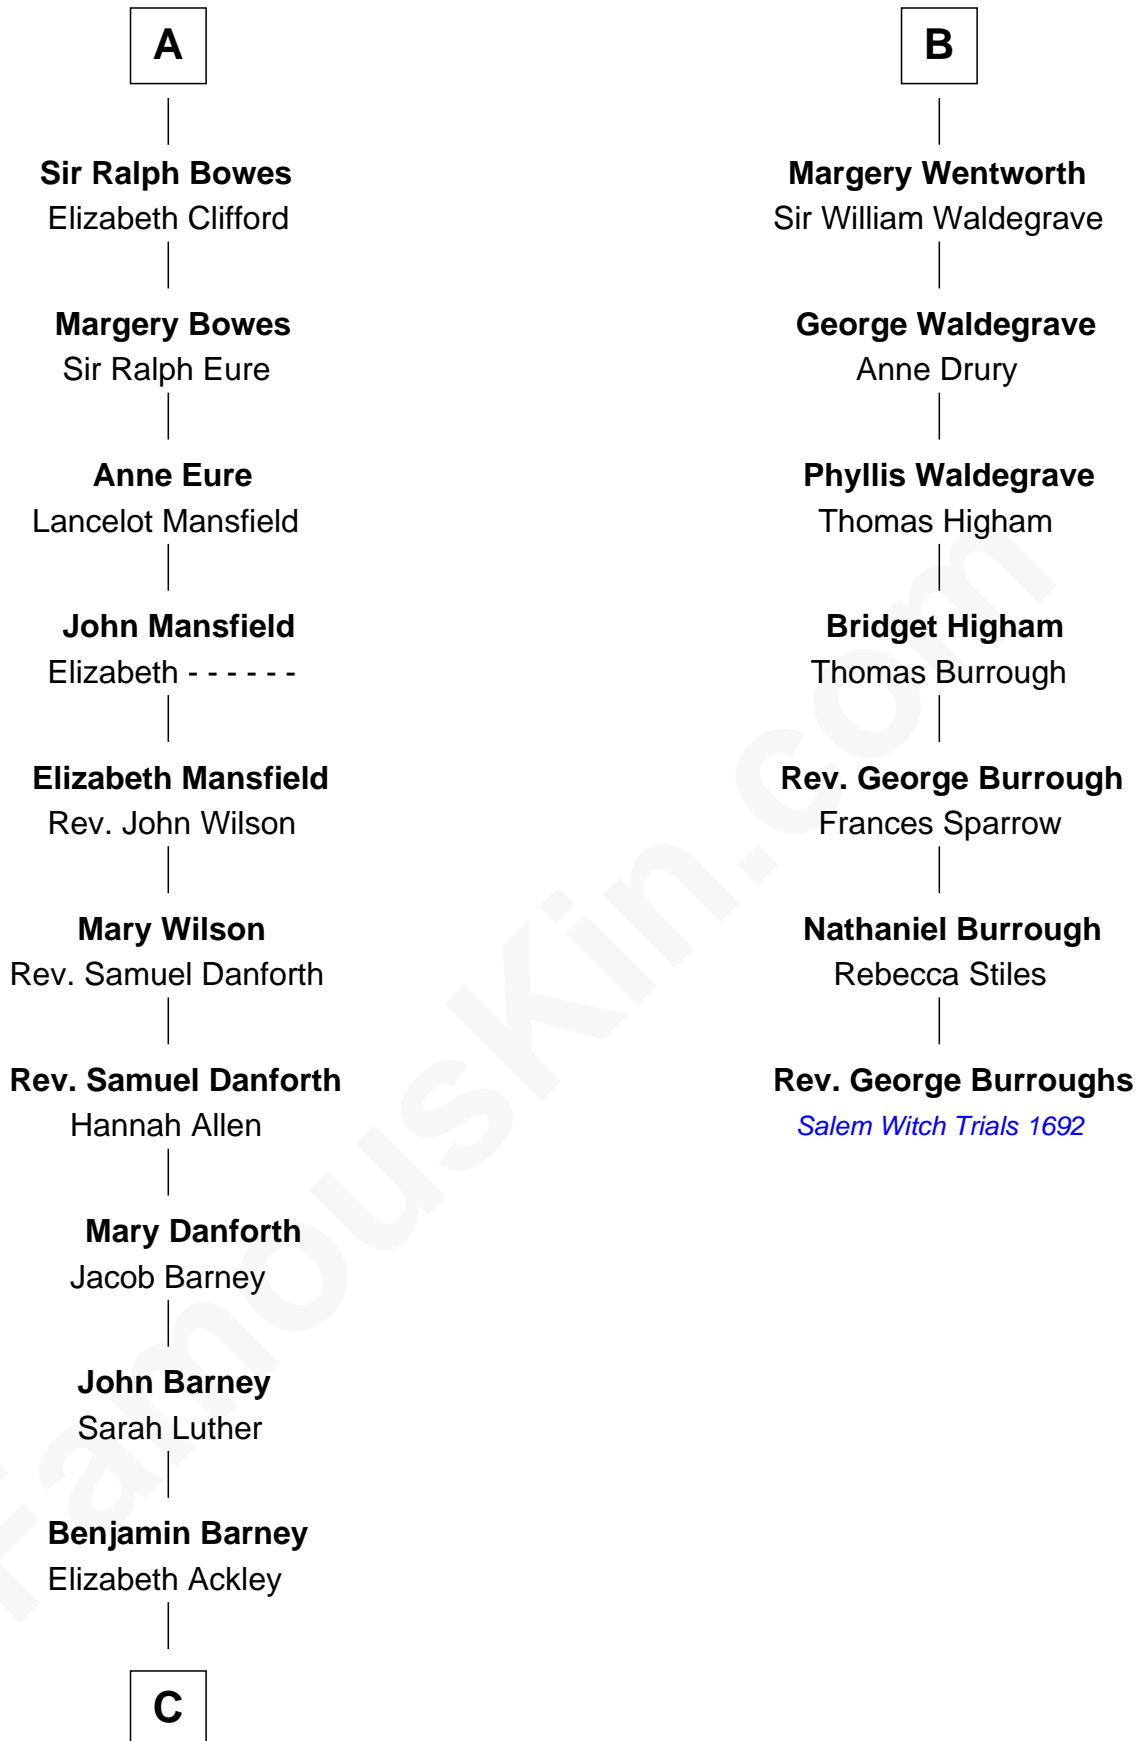 A
Sir Ralph Bowes
Elizabeth Clifford
Margery Bowes
Sir Ralph Eure
Anne Eure
Lancelot Mansfield
John Mansfield
Elizabeth - - - - - -
Elizabeth Mansfield
Rev. John Wilson
Mary Wilson
Rev. Samuel Danforth
Rev. Samuel Danforth
Hannah Allen
Mary Danforth
Jacob Barney
John Barney
Sarah Luther
Benjamin Barney
Elizabeth Ackley
C
B
Margery Wentworth
Sir William Waldegrave
George Waldegrave
Anne Drury
Phyllis Waldegrave
Thomas Higham
Bridget Higham
Thomas Burrough
Rev. George Burrough
Frances Sparrow
Nathaniel Burrough
Rebecca Stiles
Rev. George Burroughs
Salem Witch Trials 1692
FamousKin.com